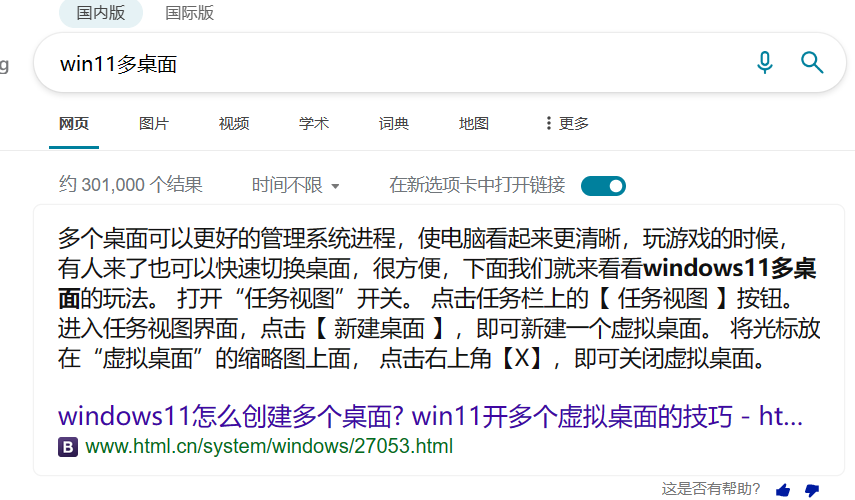 国内版 国际版
g
win11多桌面
网页 图片 视频 学术 词典 地图 更多
约 301,000 个结果 时间不限 在新选项卡中打开链接
多个桌面可以更好的管理系统进程，使电脑看起来更清晰，玩游戏的时候，
有人来了也可以快速切换桌面，很方便，下面我们就来看看windows11多桌
面的玩法。 打开“任务视图”开关。 点击任务栏上的【 任务视图 】按钮。
进入任务视图界面，点击【 新建桌面 】，即可新建一个虚拟桌面。 将光标放
在“虚拟桌面”的缩略图上面， 点击右上角【X】，即可关闭虚拟桌面。
windows11怎么创建多个桌面? win11开多个虚拟桌面的技巧 - ht...
B www.html.cn/system/windows/27053.html
这是否有帮助?